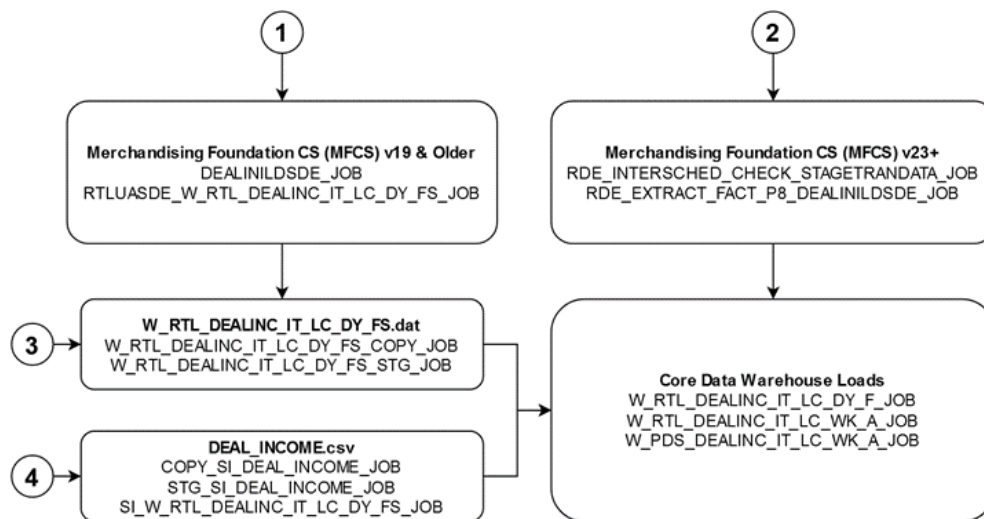 1
2
Merchandising Foundation CS (MFCS) v19 & Older
DEALINILDSDE_JOB
RTLUASDE_W_RTL_DEALINC_IT_LC_DY_FS_JOB
Merchandising Foundation CS (MFCS) v23+
RDE_INTERSCHED_CHECK_STAGETRANDATA_JOB
RDE_EXTRACT_FACT_P8_DEALINILDSDE_JOB
3
W_RTL_DEALINC_IT_LC_DY_FS.dat
W_RTL_DEALINC_IT_LC_DY_FS_COPY_JOB
W_RTL_DEALINC_IT_LC_DY_FS_STG_JOB
4
DEAL_INCOME.csv
COPY_SI_DEAL_INCOME_JOB
STG_SI_DEAL_INCOME_JOB
SI_W_RTL_DEALINC_IT_LC_DY_FS_JOB
Core Data Warehouse Loads
W_RTL_DEALINC_IT_LC_DY_F_JOB
W_RTL_DEALINC_IT_LC_WK_A_JOB
W_PDS_DEALINC_IT_LC_WK_A_JOB